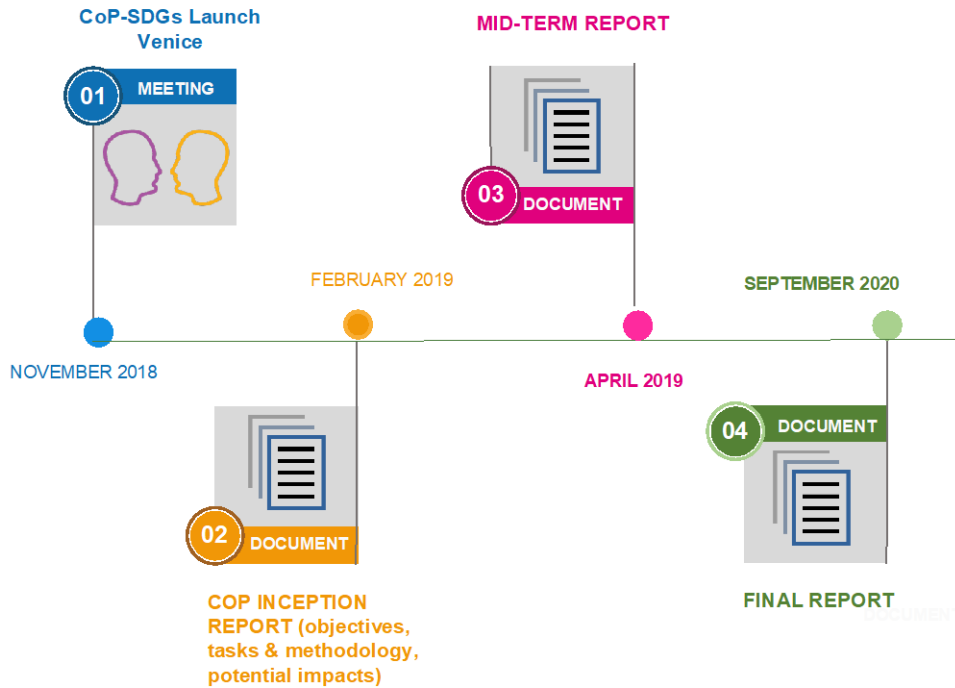 CoP-SDGs Launch
Venice
01
MEETING
NOVEMBER 2018
FEBRUARY 2019
02
DOCUMENT
COP INCEPTION
REPORT (objectives,
tasks & methodology,
potential impacts)
MID-TERM REPORT
03
DOCUMENT
APRIL 2019
SEPTEMBER 2020
04
DOCUMENT
FINAL REPORT
DOCUMENT